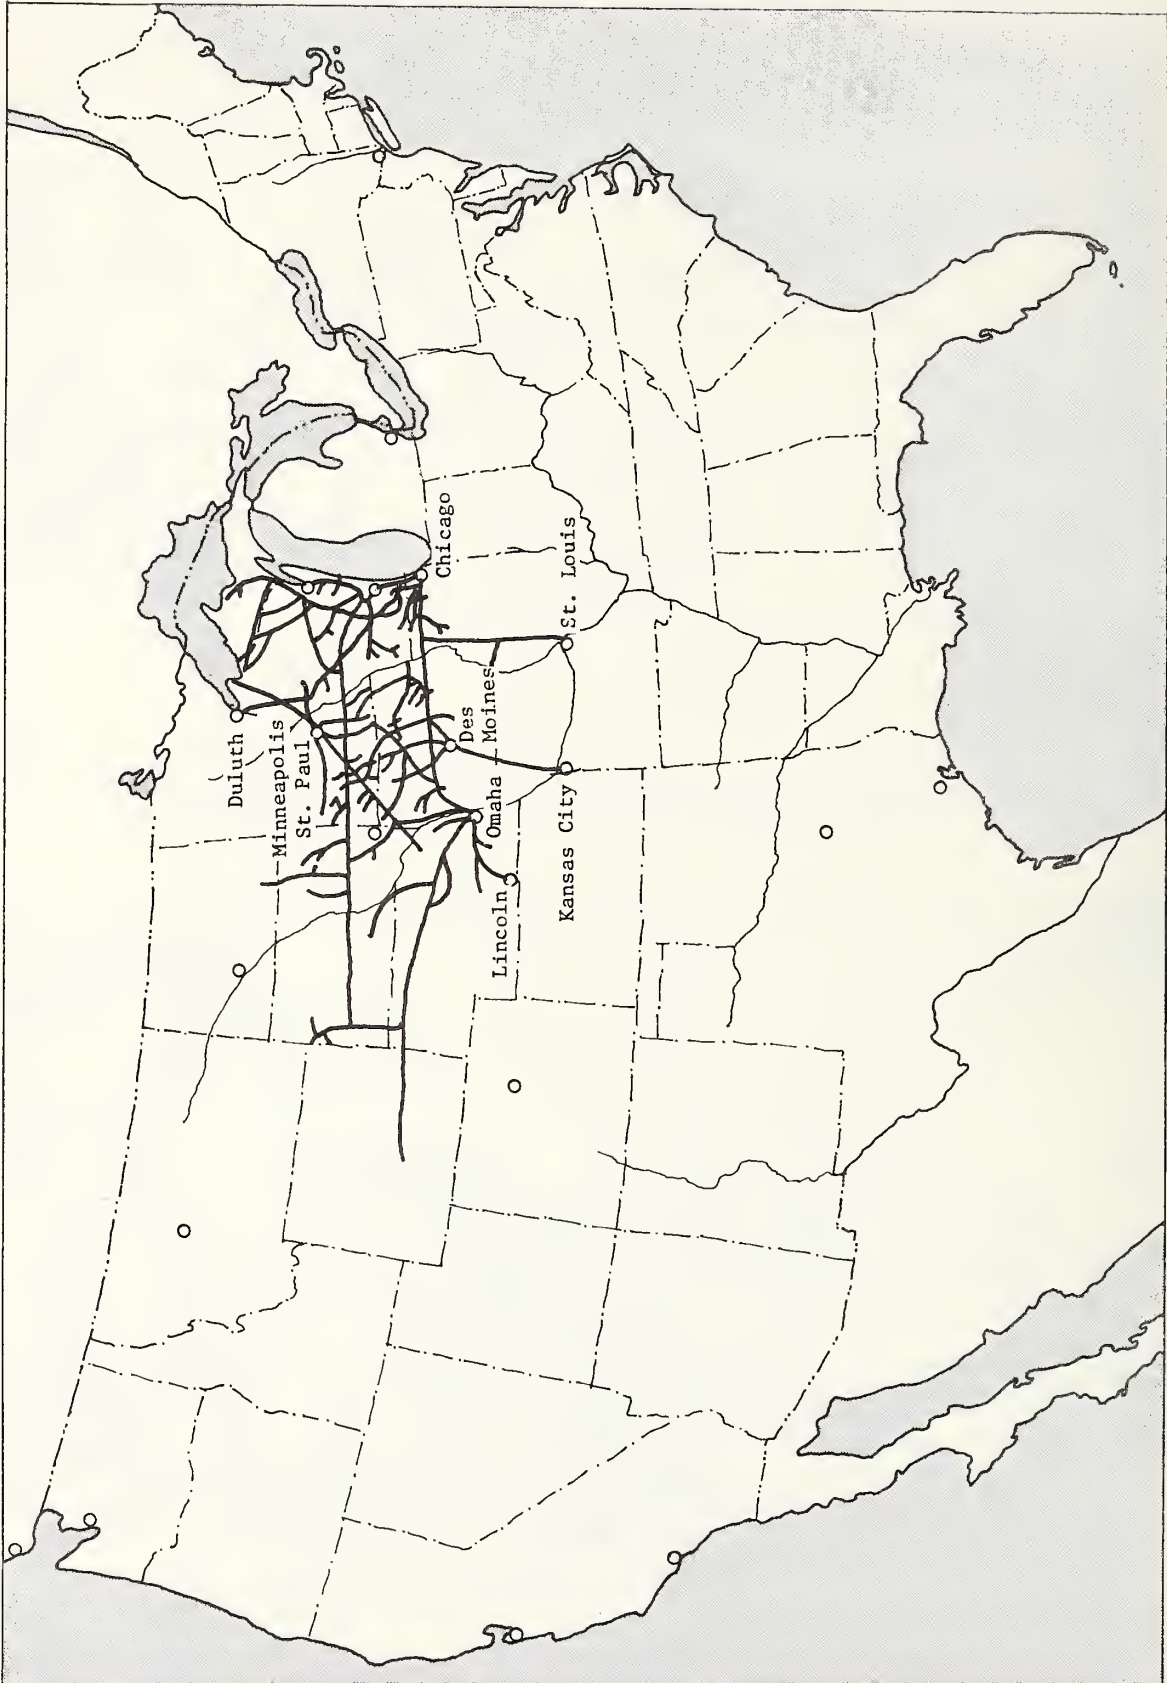 Duluth
Minneapolis
St. Paul
Chicago
Des
Moines
Omaha
Lincoln
St. Louis
Kansas City